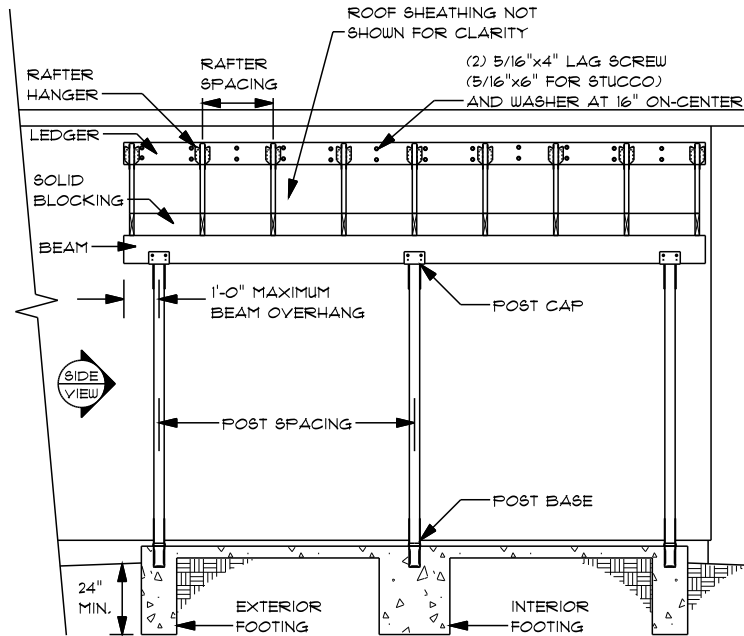 ROOF SHEATHING NOT
SHOWN FOR CLARITY
RAFTER
SPACING
(2) 5/16"x4" LAG SCREW
(5/16"x6" FOR STUCCO)
AND WASHER AT 16" ON-CENTER
RAFTER
HANGER
LEDGER
SOLID
BLOCKING
BEAM
1'-0" MAXIMUM
BEAM OVERHANG
POST CAP
SIDE
VIEW
POST SPACING
POST BASE
24"
MIN.
EXTERIOR
FOOTING
INTERIOR
FOOTING